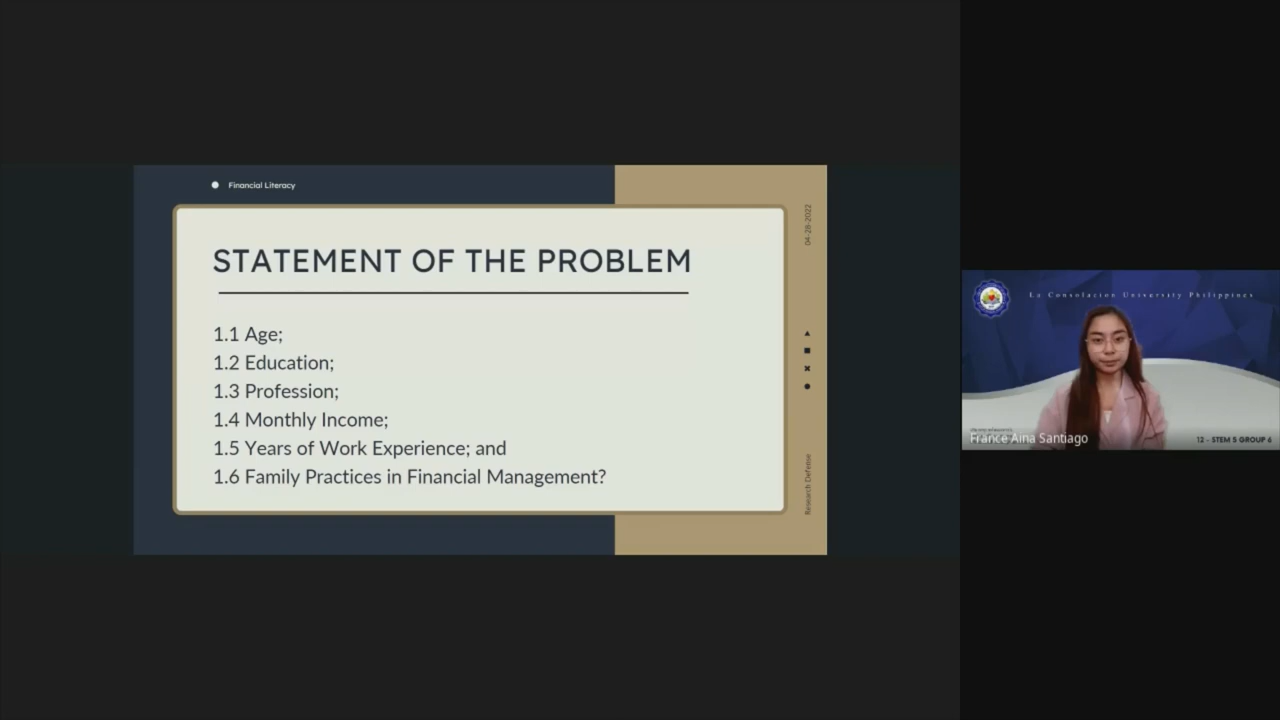 Financial Literacy
04-28-2022
STATEMENT OF THE PROBLEM
1.1 Age;
1.2 Education;
1.3 Profession;
1.4 Monthly Income;
1.5 Years of Work Experience; and
1.6 Family Practices in Financial Management?
Research Defense
La Consolacion University Philippines
France Aina Santiago
12 - STEM 5 GROUP 6